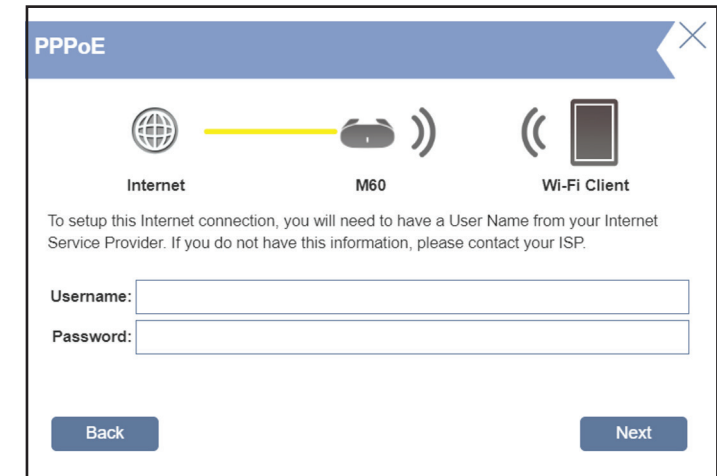 PPPoE
Internet M60 Wi-Fi Client
To setup this Internet connection, you will need to have a User Name from your Internet
Service Provider. If you do not have this information, please contact your ISP.
Username:
Password:
Back Next